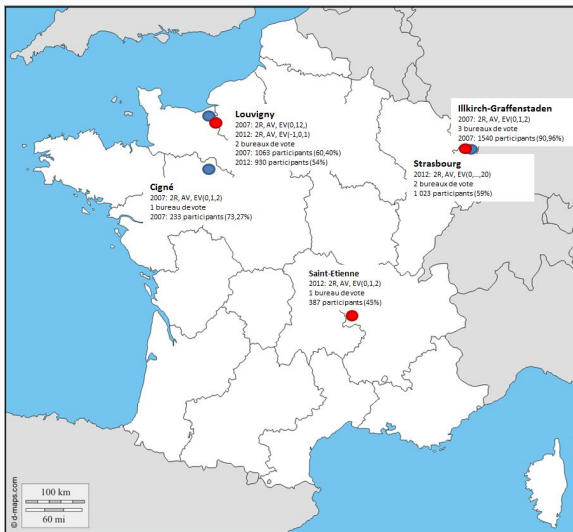 Louvigny
2007: 2R, AV, EV(0,12,)
2012: 2R, AV, EV(-1,0,1)
2 bureaux de vote
2007: 1063 participants (60,40%)
2012: 930 participants (54%)
Illkirch-Graffenstaden
2007: 2R, AV, EV(0,1,2)
3 bureaux de vote
2007: 1540 participants (90,96%)
Strasbourg
2012: 2R, AV, EV(0,..,20)
2 bureaux de vote
1 023 participants (59%)
Cigné
2007: 2R, AV, EV(0,1,2)
1 bureau de vote
2007: 233 participants (73,27%)
Saint-Etienne
2012: 2R, AV, EV(0,1,2)
1 bureau de vote
387 participants (45%)
100 km
60 mi
© d-maps.com